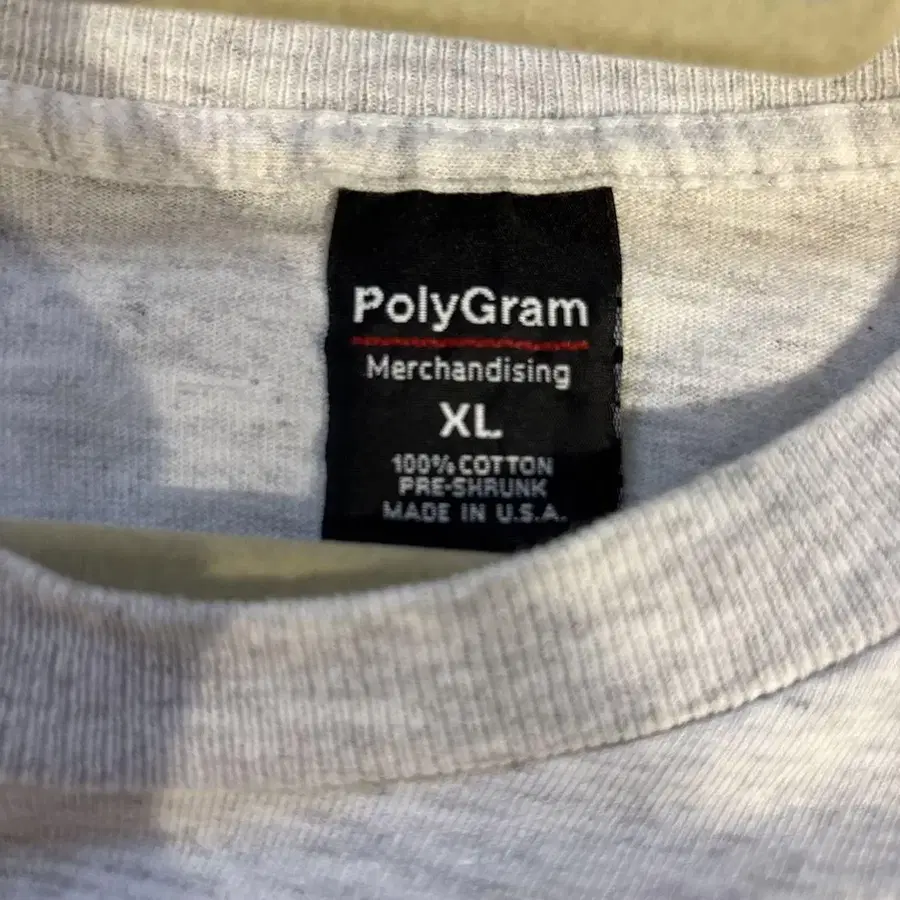 PolyGram
Merchandising
XL
100% COTTON
PRE-SHRUNK
MADE IN U.S.A.